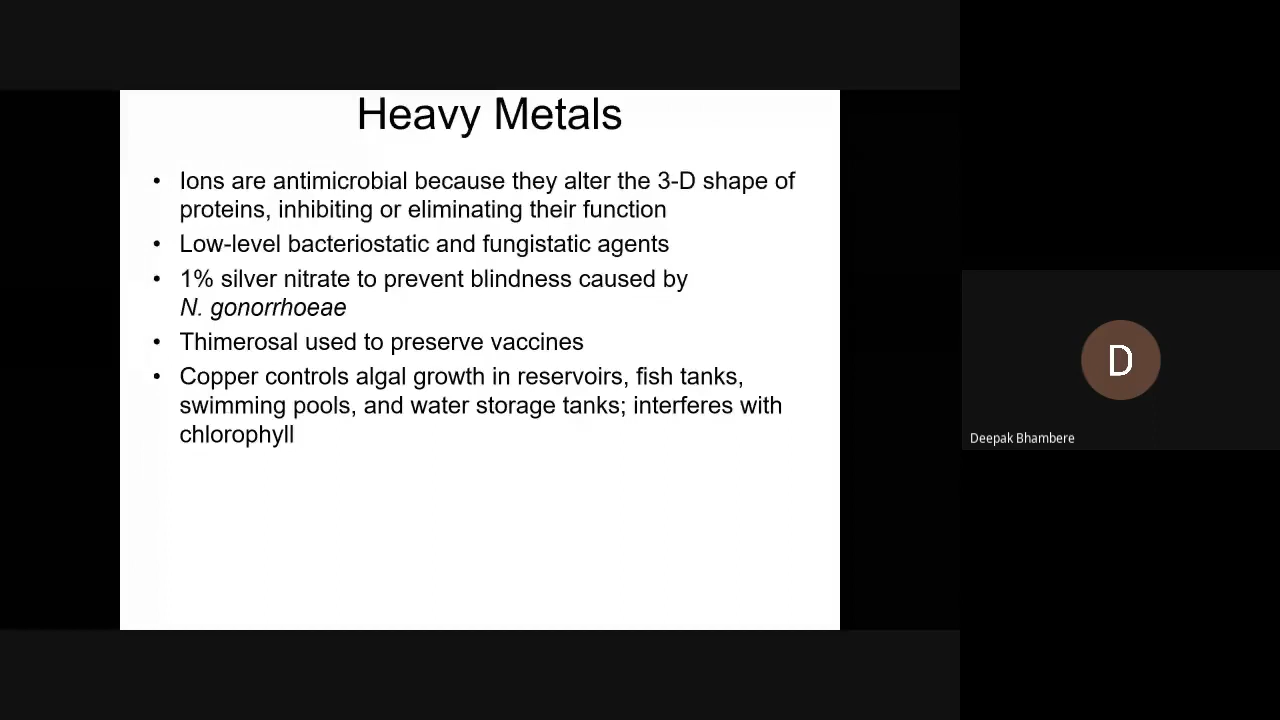 Heavy Metals
• Ions are antimicrobial because they alter the 3-D shape of
proteins, inhibiting or eliminating their function
• Low-level bacteriostatic and fungistatic agents
• 1% silver nitrate to prevent blindness caused by
N. gonorrhoeae
• Thimerosal used to preserve vaccines
• Copper controls algal growth in reservoirs, fish tanks,
swimming pools, and water storage tanks; interferes with
chlorophyll
D
Deepak Bhambere